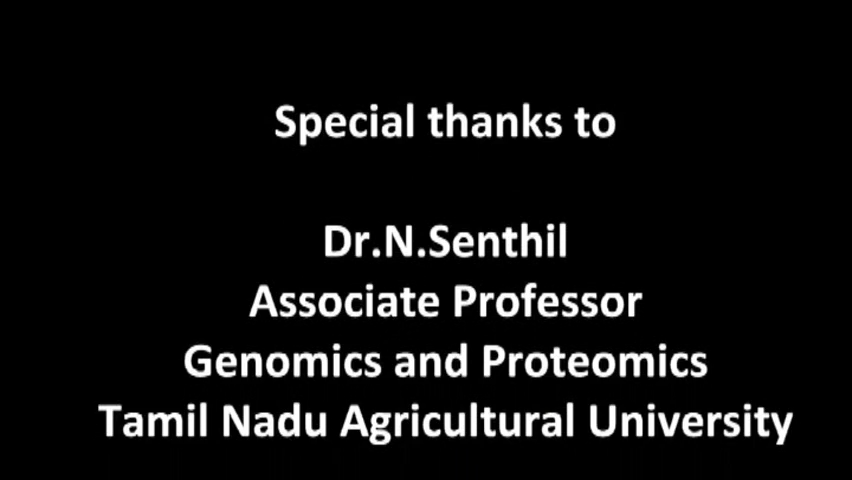 Special thanks to
Dr.N.Senthil
Associate Professor
Genomics and Proteomics
Tamil Nadu Agricultural University